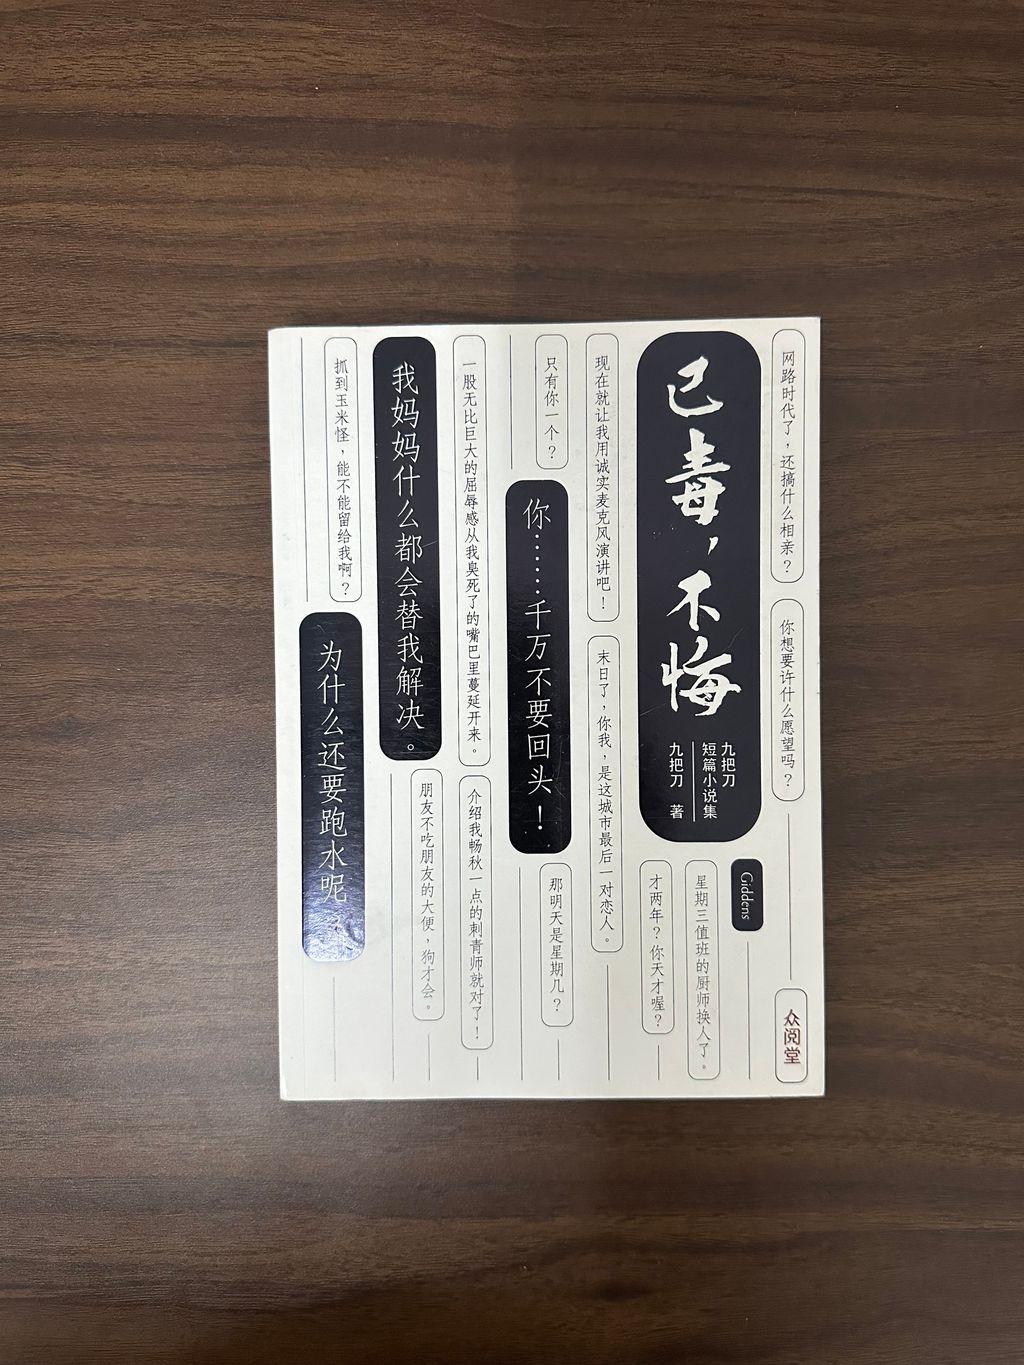 网路时代了，还搞什么相亲？
你想要许什么愿望吗？
众阅堂
已毒，不悔
九把刀
短篇小说集
九把刀 著
Giddens
星期三值班的厨师换人了。
才两年？你天才喔？
现在就让我用诚实麦克风演讲吧！
末日了，你我，是这城市最后一对恋人。
只有你一个？
你……千万不要回头！
那明天是星期几？
一股无比巨大的屈辱感从我臭死了的嘴巴里蔓延开来。
介绍我畅秋一点的刺青师就对了！
我妈妈什么都会替我解决。
朋友不吃朋友的大便，狗才会。
抓到玉米怪，能不能留给我啊？
为什么还要跑水呢？